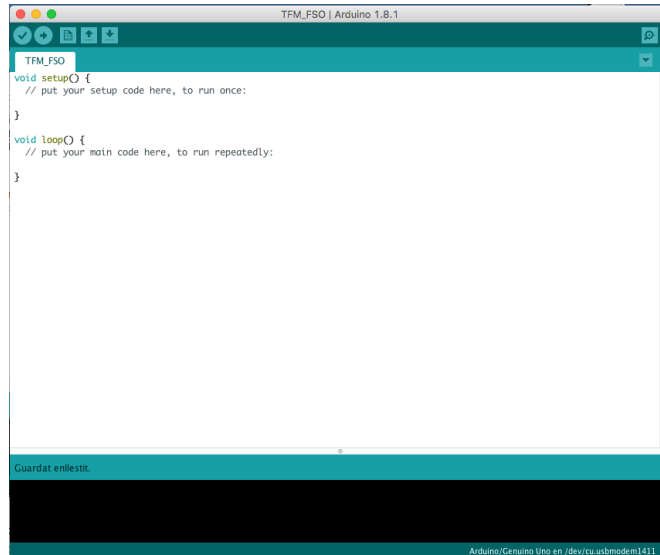 TFM_FSO | Arduino 1.8.1
TFM_FSO
void setup() {
  // put your setup code here, to run once:
}
void loop() {
  // put your main code here, to run repeatedly:
}
Guardat enllestit.
Arduino/Genuino Uno en /dev/cu.usbmodem1411